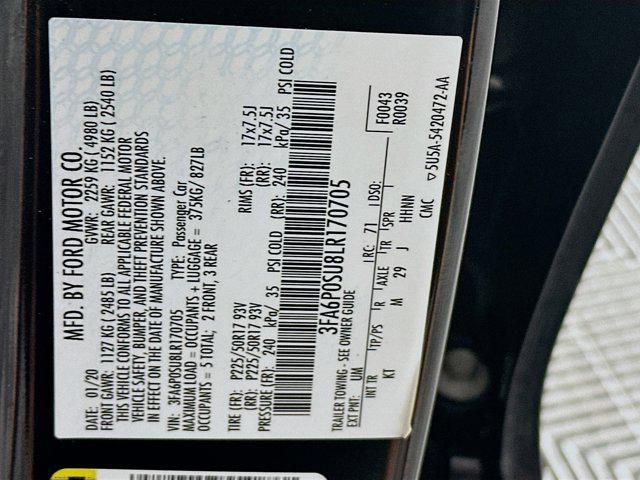 MFD. BY FORD MOTOR CO.
DATE: 01/20 GVWR: 2259 KG ( 4980 LB)
FRONT GAWR: 1127 KG ( 2485 LB) REAR GAWR: 1152 KG ( 2540 LB)
THIS VEHICLE CONFORMS TO ALL APPLICABLE FEDERAL MOTOR
VEHICLE SAFETY, BUMPER, AND THEFT PREVENTION STANDARDS
IN EFFECT ON THE DATE OF MANUFACTURE SHOWN ABOVE.
VIN: 3FA6P0SU8LR170705 TYPE: Passenger Car
MAXIMUM LOAD = OCCUPANTS + LUGGAGE = 375KG/ 827LB
OCCUPANTS = 5 TOTAL; 2 FRONT, 3 REAR
TIRE (FR): P225/50R17 93V RIMS (FR): 17x7.5J
(RR): P225/50R17 93V (RR): 17x7.5J
PRESSURE (FR): 240 kPa/ 35 PSI COLD (RR): 240 kPa/ 35 PSI COLD
3FA6P0SU8LR170705
TRAILER TOWING - SEE OWNER GUIDE F0043
EXT PNT: UM RC: 71 DSO: R0039
INT TR TP/PS R AXLE TR SPR
KT M 29 J HHNN
CMC ▽5U5A-5420472-AA